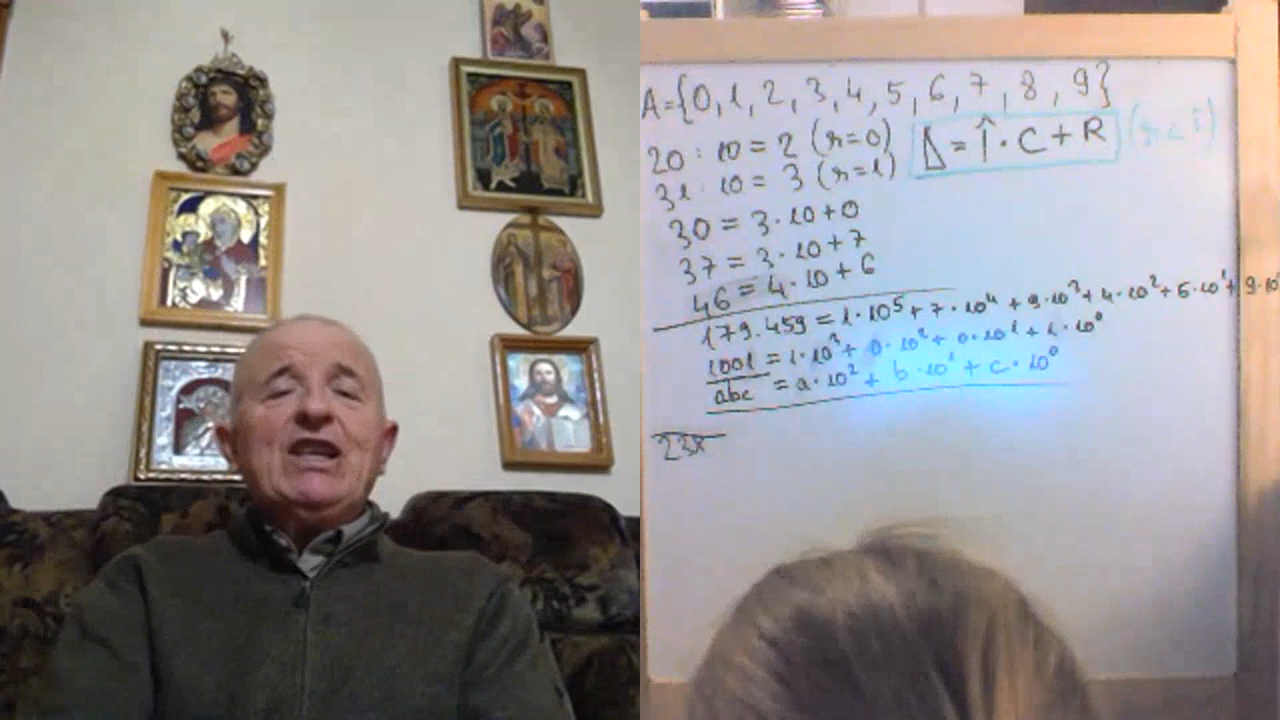 A={0,1,2,3,4,5,6,7,8,9}
20:10=2 (r=0)
31:10=3 (r=1)
D=Î·C+R (r<î)
30=3·10+0
37=3·10+7
46=4·10+6
179.459=1·10⁵+7·10⁴+9·10³+4·10²+5·10¹+9·10
1001=1·10³+0·10²+0·10¹+1·10⁰
abc=a·10²+b·10¹+c·10⁰
23x